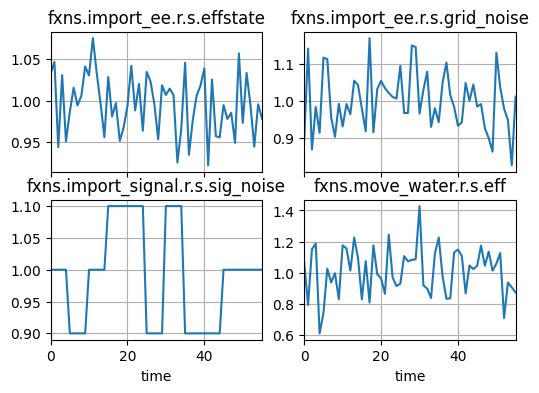 fxns.import_ee.r.s.effstate
1.05
1.00
0.95
fxns.import_ee.r.s.grid_noise
1.1
1.0
0.9
fxns.import_signal.r.s.sig_noise
1.10
1.05
1.00
0.95
0.90
0 20 40
time
fxns.move_water.r.s.eff
1.4
1.2
1.0
0.8
0.6
0 20 40
time